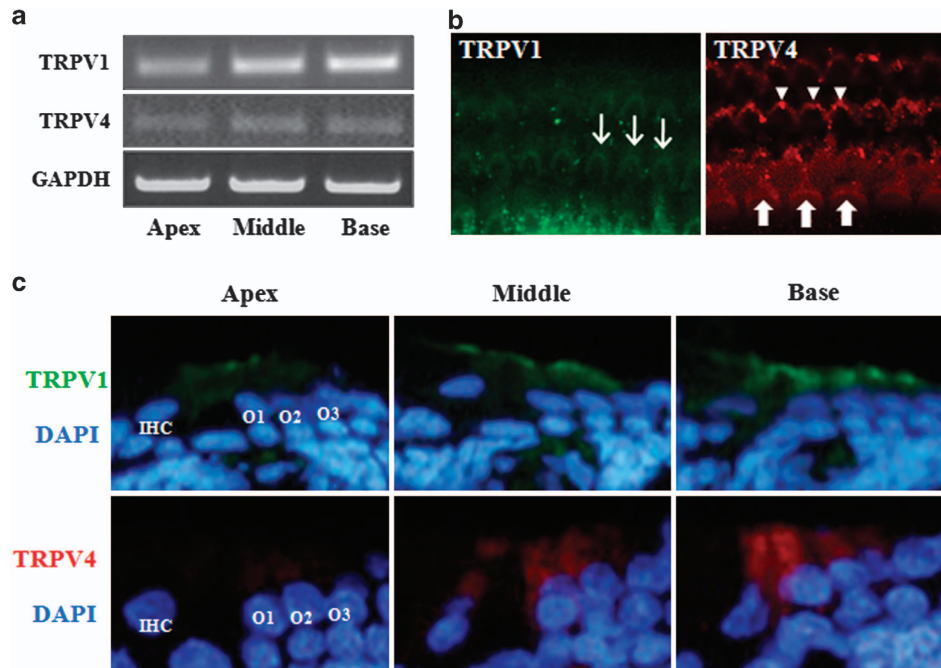 a
TRPV1
TRPV4
GAPDH
Apex Middle Base
b
TRPV1
TRPV4
c
Apex Middle Base
TRPV1
DAPI
IHC O1 O2 O3
TRPV4
DAPI
IHC O1 O2 O3